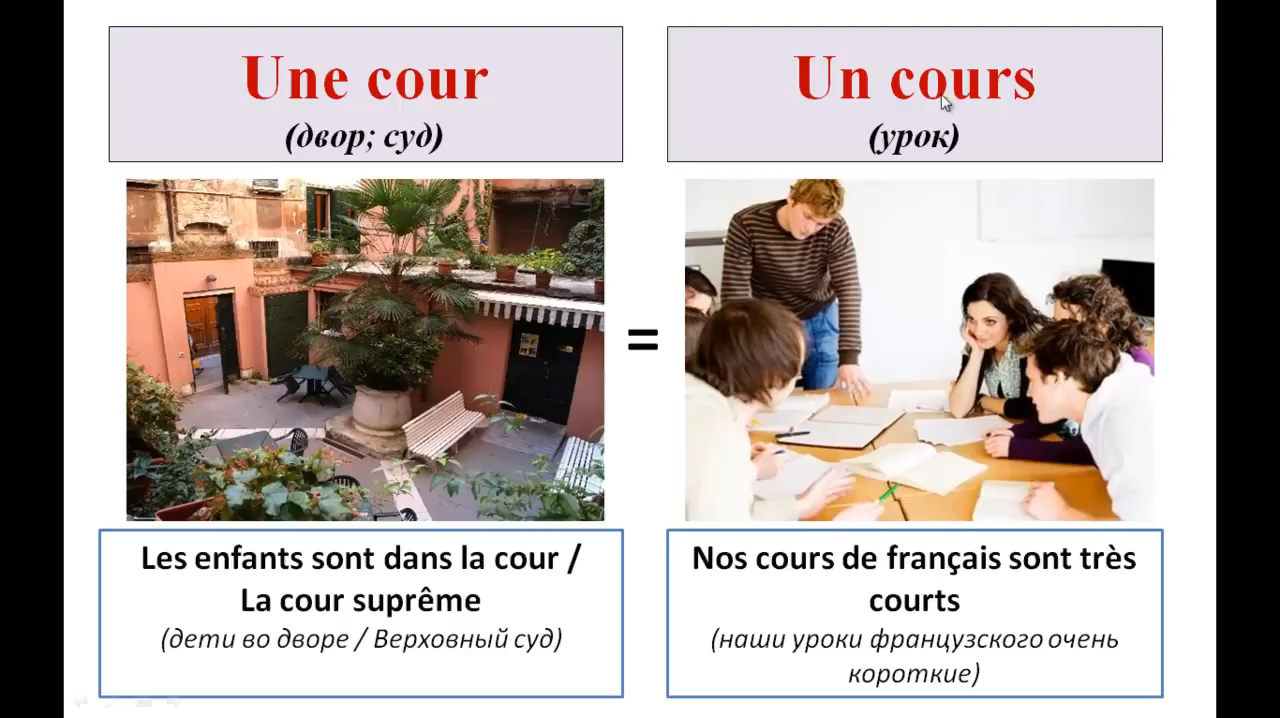 Une cour
(двор; суд)
Un cours
(урок)
=
Les enfants sont dans la cour /
La cour suprême
(дети во дворе / Верховный суд)
Nos cours de français sont très
courts
(наши уроки французского очень
короткие)